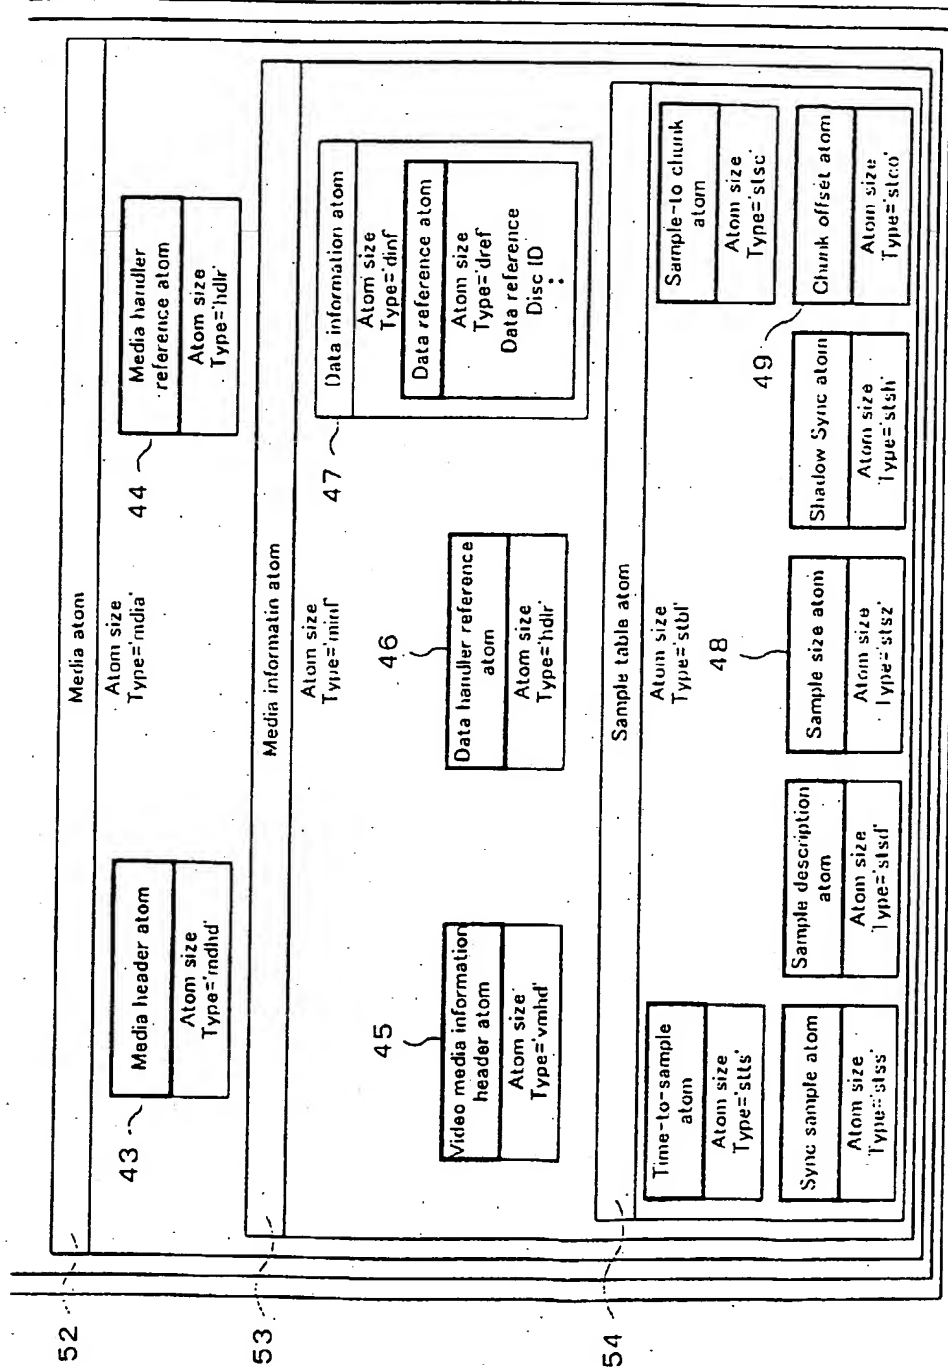 52
Media atom
Atom size
Type='mdia'
43
Media header atom
Atom size
Type='mdhd'
44
Media handler
reference atom
Atom size
Type='hdlr'
53
Media informatin atom
Atom size
Type='minf'
45
Video media information
header atom
Atom size
Type='vmhd'
46
Data handler reference
atom
Atom size
Type='hdlr'
47
Data information atom
Atom size
Type='dinf'
Data reference atom
Atom size
Type='dref'
Data reference
Disc ID
54
Sample table atom
Atom size
Type='stbl'
Time-to-sample
atom
Atom size
Type='stts'
Sample-to chunk
atom
Atom size
Type='stsc'
Sync sample atom
Atom size
Type='stss'
Sample description
atom
Atom size
Type='stsd'
48
Sample size atom
Atom size
Type='stsz'
Shadow Sync atom
Atom size
Type='stsh'
49
Chunk offset atom
Atom size
Type='stco'